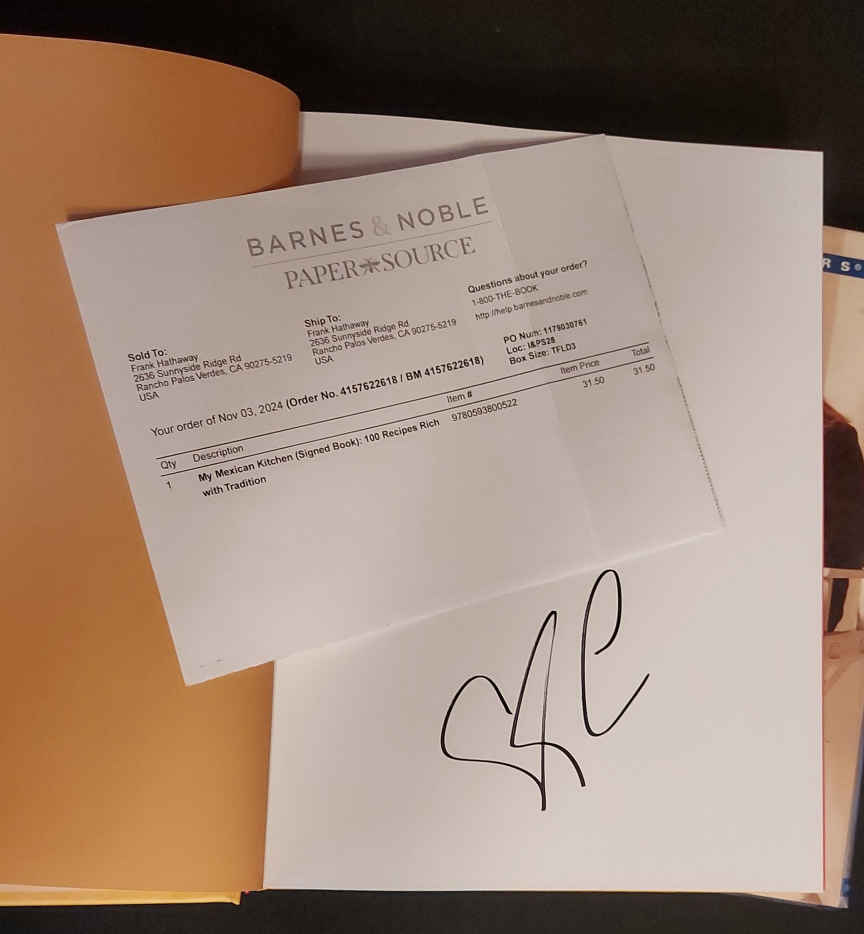 BARNES & NOBLE
PAPER SOURCE
Questions about your order?
1-800-THE-BOOK
http://help.barnesandnoble.com
Sold To:
Frank Hathaway
2636 Sunnyside Ridge Rd
Rancho Palos Verdes, CA 90275-5219
USA
Ship To:
Frank Hathaway
2636 Sunnyside Ridge Rd
Rancho Palos Verdes, CA 90275-5219
USA
PO Num: 1179030761
Loc: I&PS28
Box Size: TFLD3
Your order of Nov 03, 2024 (Order No. 4157622618 / BM 4157622618)
Qty Description Item # Item Price Total
1 My Mexican Kitchen (Signed Book): 100 Recipes Rich 9780593800522 31.50 31.50
with Tradition
R S®